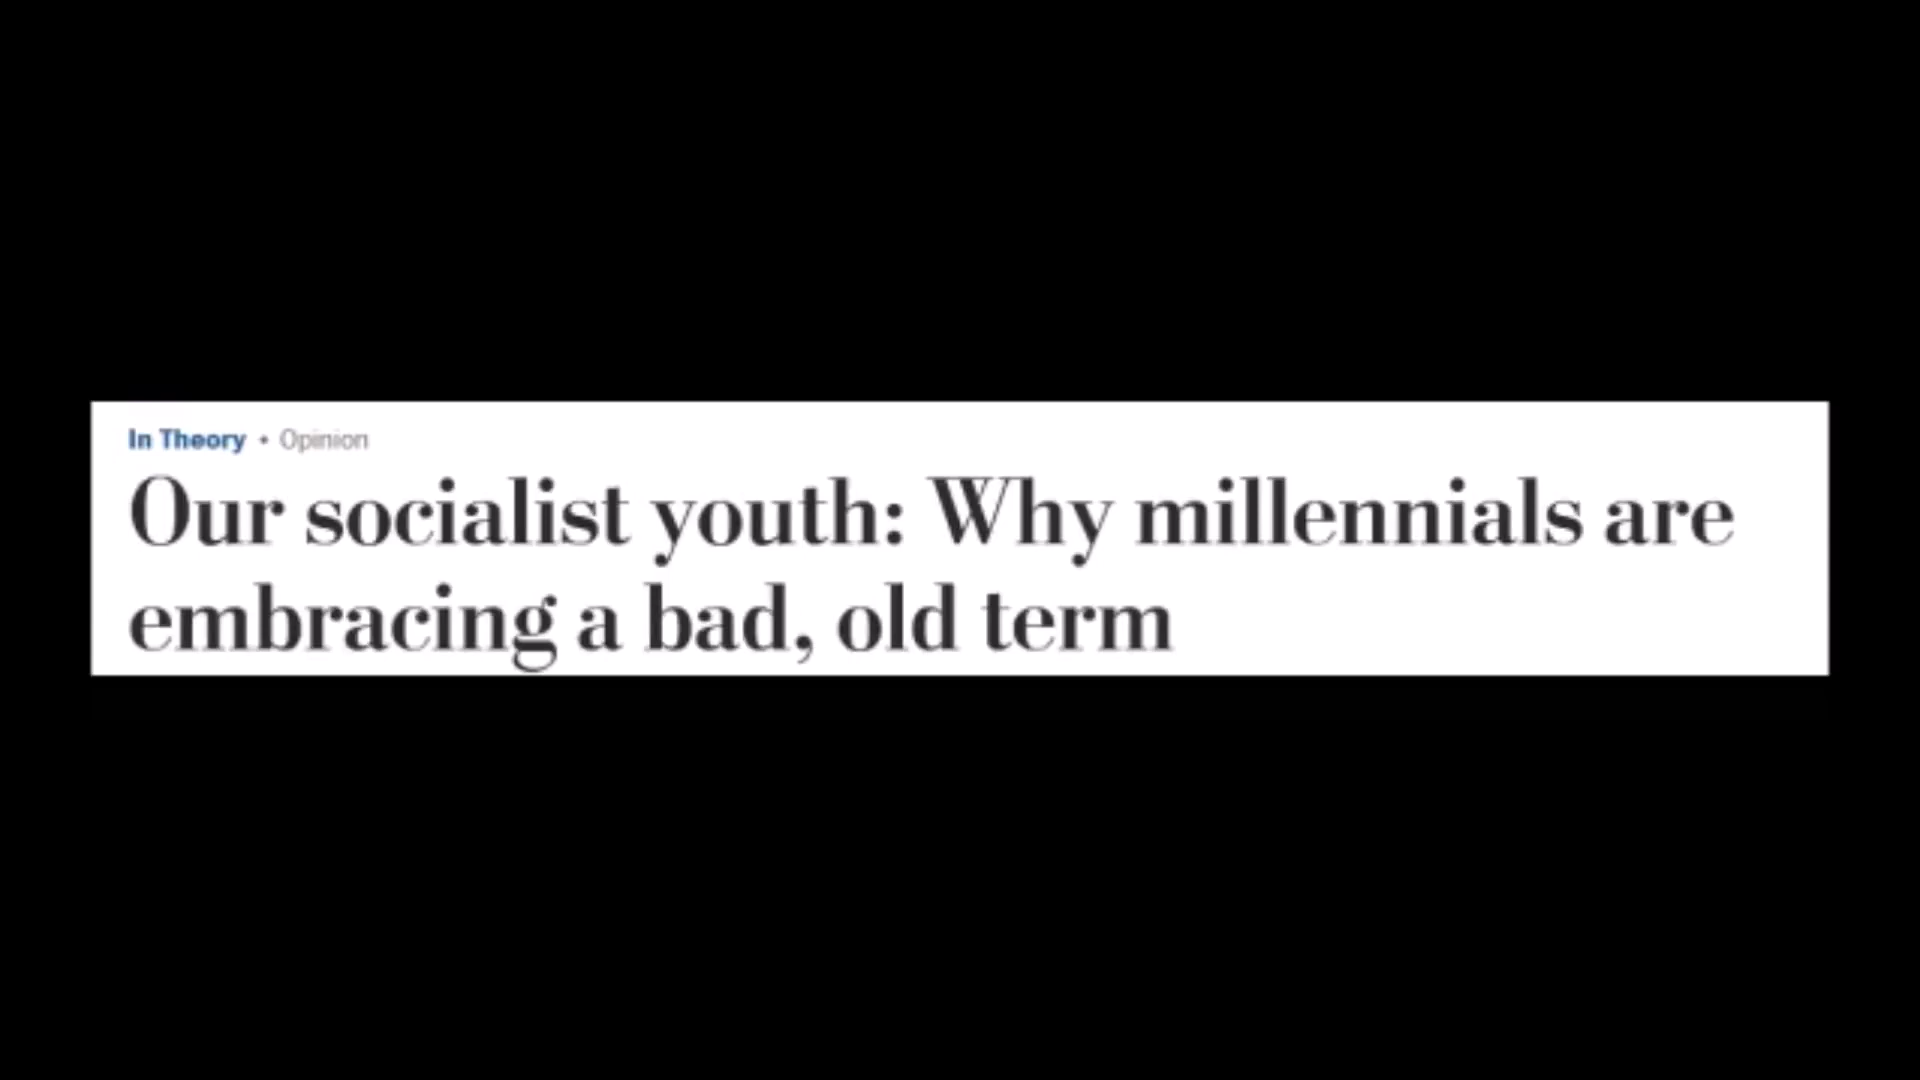 In Theory • Opinion
Our socialist youth: Why millennials are
embracing a bad, old term